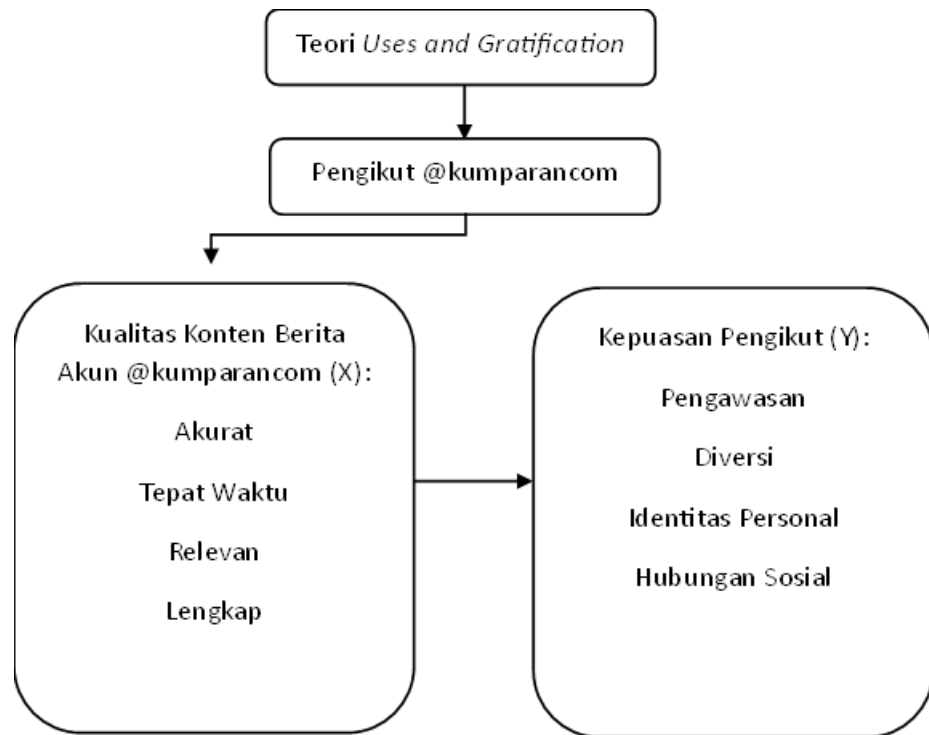 Teori Uses and Gratification
Pengikut @kumparancom
Kualitas Konten Berita
Akun @kumparancom (X):
Akurat
Tepat Waktu
Relevan
Lengkap
Kepuasan Pengikut (Y):
Pengawasan
Diversi
Identitas Personal
Hubungan Sosial